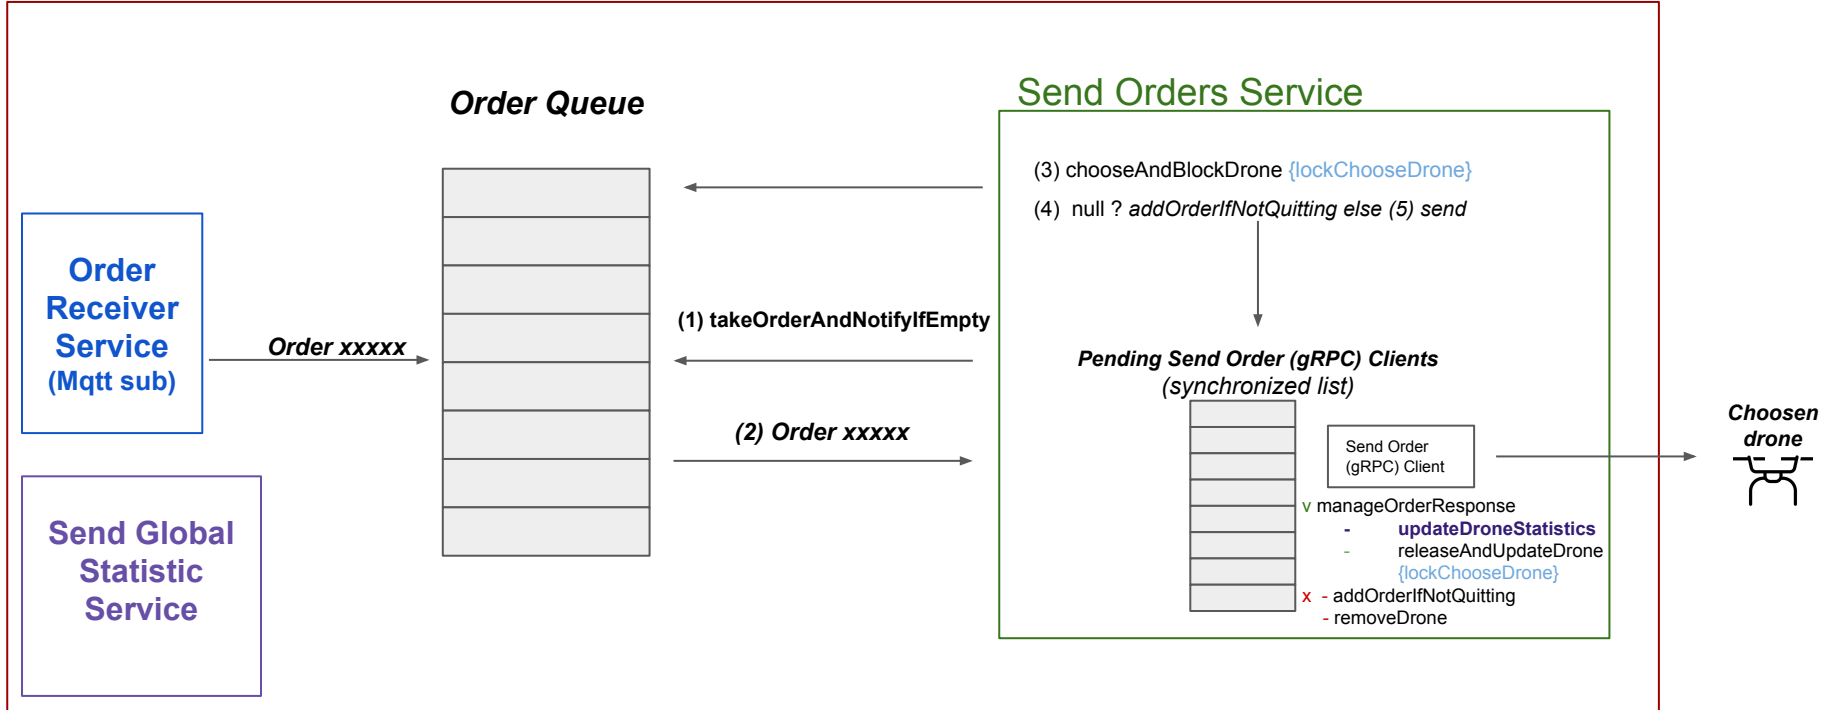 Order Queue
Send Orders Service
(3) chooseAndBlockDrone {lockChooseDrone}
(4) null ? addOrderIfNotQuitting else (5) send
Order
Receiver
Service
(Mqtt sub)
Order xxxxx
(1) takeOrderAndNotifyIfEmpty
(2) Order xxxxx
Pending Send Order (gRPC) Clients
(synchronized list)
Send Order
(gRPC) Client
v manageOrderResponse
- updateDroneStatistics
- releaseAndUpdateDrone
{lockChooseDrone}
x - addOrderIfNotQuitting
- removeDrone
Choosen
drone
Send Global
Statistic
Service